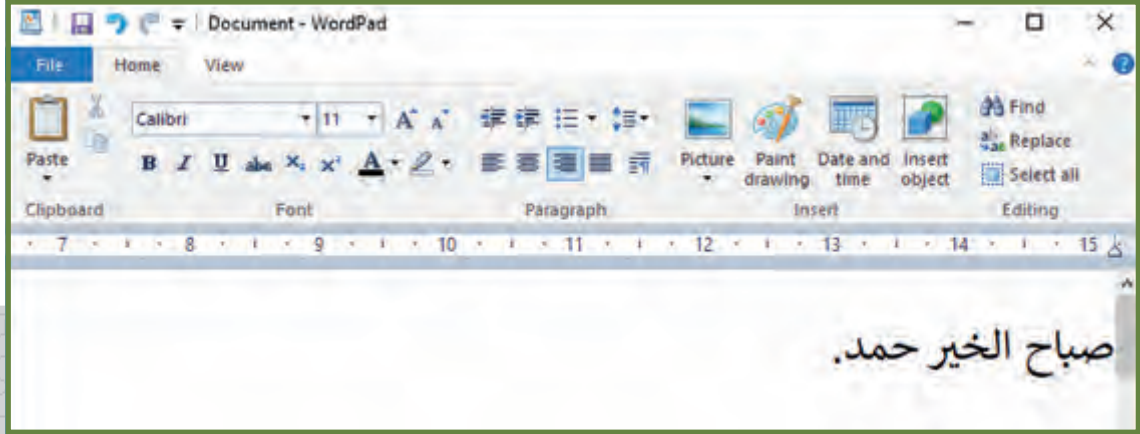 Document - WordPad
File Home View
Calibri 11 A A
Paste B I U abc X₂ x² A Picture Paint drawing Date and time Insert object Find Replace Select all
Clipboard Font Paragraph Insert Editing
7 8 9 10 11 12 13 14 15
صباح الخير حمد.